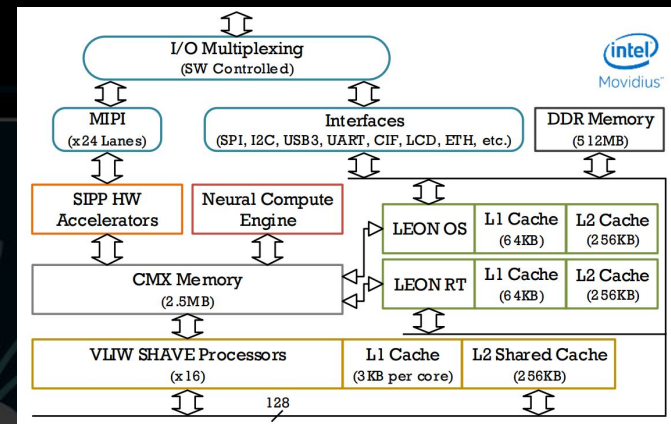 I/O Multiplexing
(SW Controlled)
intel
Movidius™
MIPI
(x24 Lanes)
Interfaces
(SPI, I2C, USB3, UART, CIF, LCD, ETH, etc.)
DDR Memory
(512MB)
SIPP HW
Accelerators
Neural Compute
Engine
LEON OS
L1 Cache
(64KB)
L2 Cache
(256KB)
CMX Memory
(2.5MB)
LEON RT
L1 Cache
(64KB)
L2 Cache
(256KB)
VLIW SHAVE Processors
(x16)
L1 Cache
(3KB per core)
L2 Shared Cache
(256KB)
128